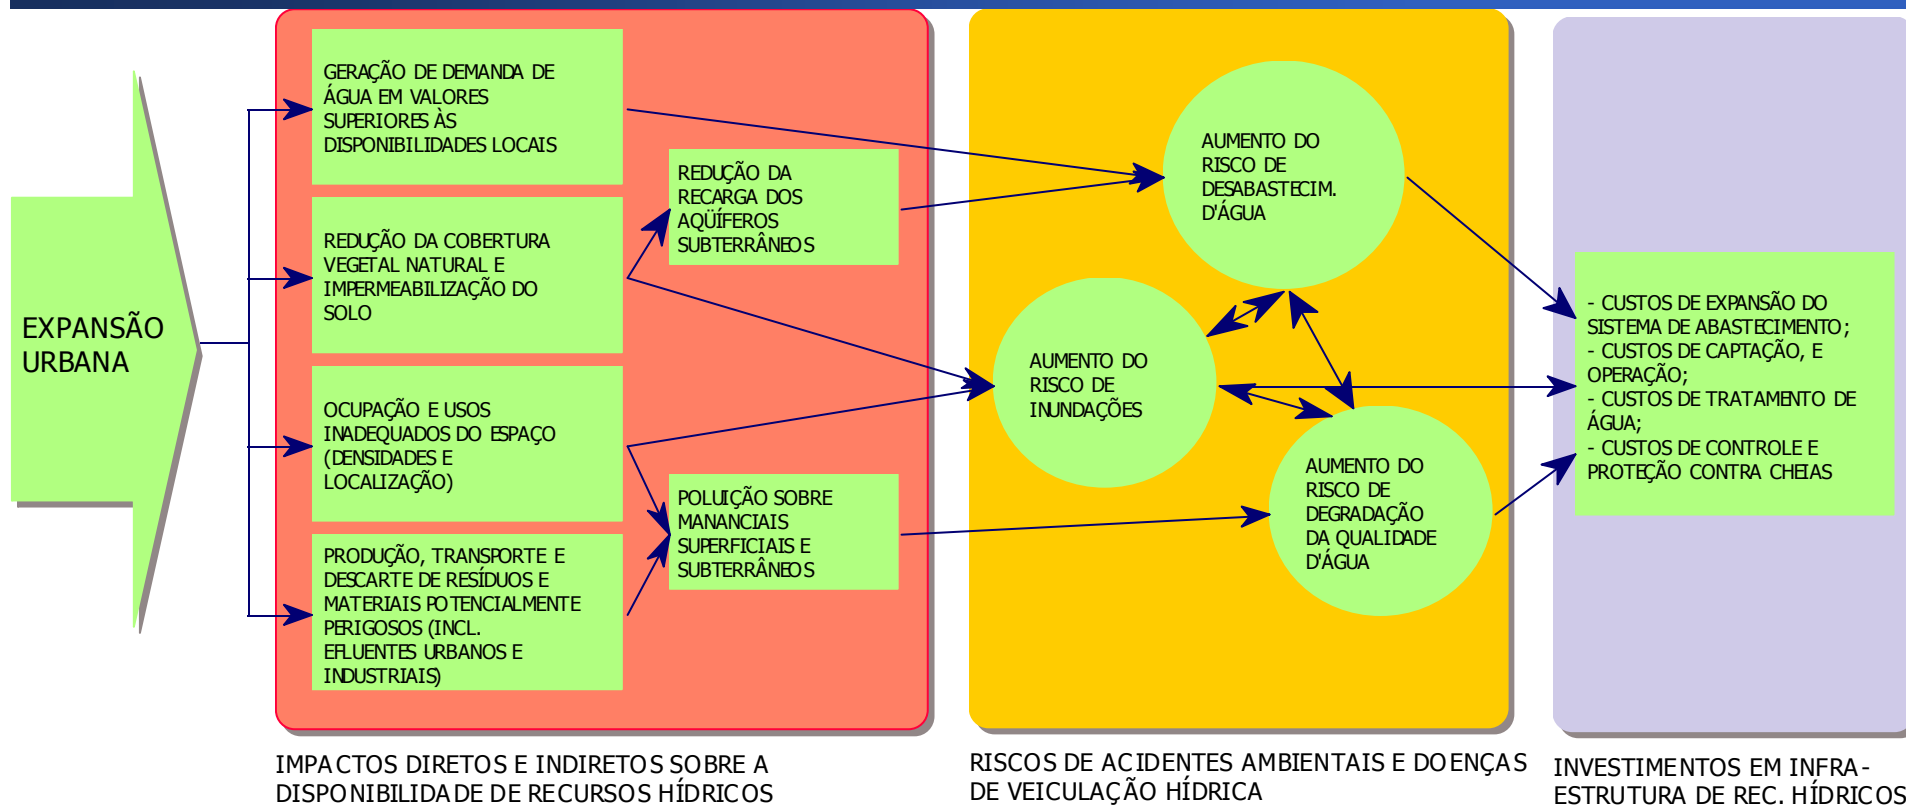 EXPANSÃO
URBANA
GERAÇÃO DE DEMANDA DE
ÁGUA EM VALORES
SUPERIORES ÀS
DISPONIBILIDADES LOCAIS
REDUÇÃO DA COBERTURA
VEGETAL NATURAL E
IMPERMEABILIZAÇÃO DO
SOLO
OCUPAÇÃO E USOS
INADEQUADOS DO ESPAÇO
(DENSIDADES E
LOCALIZAÇÃO)
PRODUÇÃO, TRANSPORTE E
DESCARTE DE RESÍDUOS E
MATERIAIS POTENCIALMENTE
PERIGOSOS (INCL.
EFLUENTES URBANOS E
INDUSTRIAIS)
REDUÇÃO DA
RECARGA DOS
AQÜÍFEROS
SUBTERRÂNEOS
POLUIÇÃO SOBRE
MANANCIAIS
SUPERFICIAIS E
SUBTERRÂNEOS
IMPACTOS DIRETOS E INDIRETOS SOBRE A
DISPONIBILIDADE DE RECURSOS HÍDRICOS
AUMENTO DO
RISCO DE
DESABASTECIM.
D'ÁGUA
AUMENTO DO
RISCO DE
INUNDAÇÕES
AUMENTO DO
RISCO DE
DEGRADAÇÃO
DA QUALIDADE
D'ÁGUA
RISCOS DE ACIDENTES AMBIENTAIS E DOENÇAS
DE VEICULAÇÃO HÍDRICA
- CUSTOS DE EXPANSÃO DO
SISTEMA DE ABASTECIMENTO;
- CUSTOS DE CAPTAÇÃO, E
OPERAÇÃO;
- CUSTOS DE TRATAMENTO DE
ÁGUA;
- CUSTOS DE CONTROLE E
PROTEÇÃO CONTRA CHEIAS
INVESTIMENTOS EM INFRA-
ESTRUTURA DE REC. HÍDRICOS